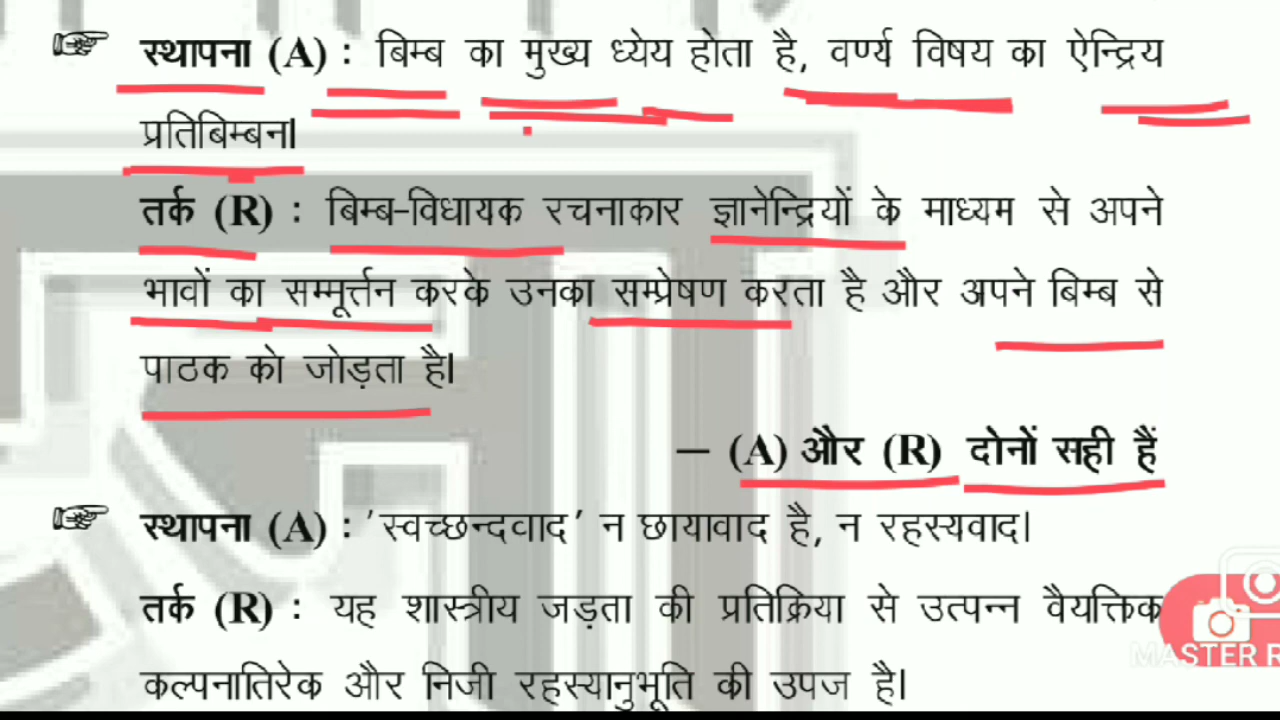 स्थापना (A) : बिम्ब का मुख्य ध्येय होता है, वर्ण्य विषय का ऐन्द्रिय
प्रतिबिम्बन।
तर्क (R) : बिम्ब-विधायक रचनाकार ज्ञानेन्द्रियों के माध्यम से अपने
भावों का सम्मूर्त्तन करके उनका सम्प्रेषण करता है और अपने बिम्ब से
पाठक को जोड़ता है।
— (A) और (R) दोनों सही हैं
स्थापना (A) : 'स्वच्छन्दवाद' न छायावाद है, न रहस्यवाद।
तर्क (R) : यह शास्त्रीय जड़ता की प्रतिक्रिया से उत्पन्न वैयक्तिक
MASTER R
कल्पनातिरेक और निजी रहस्यानुभूति की उपज है।